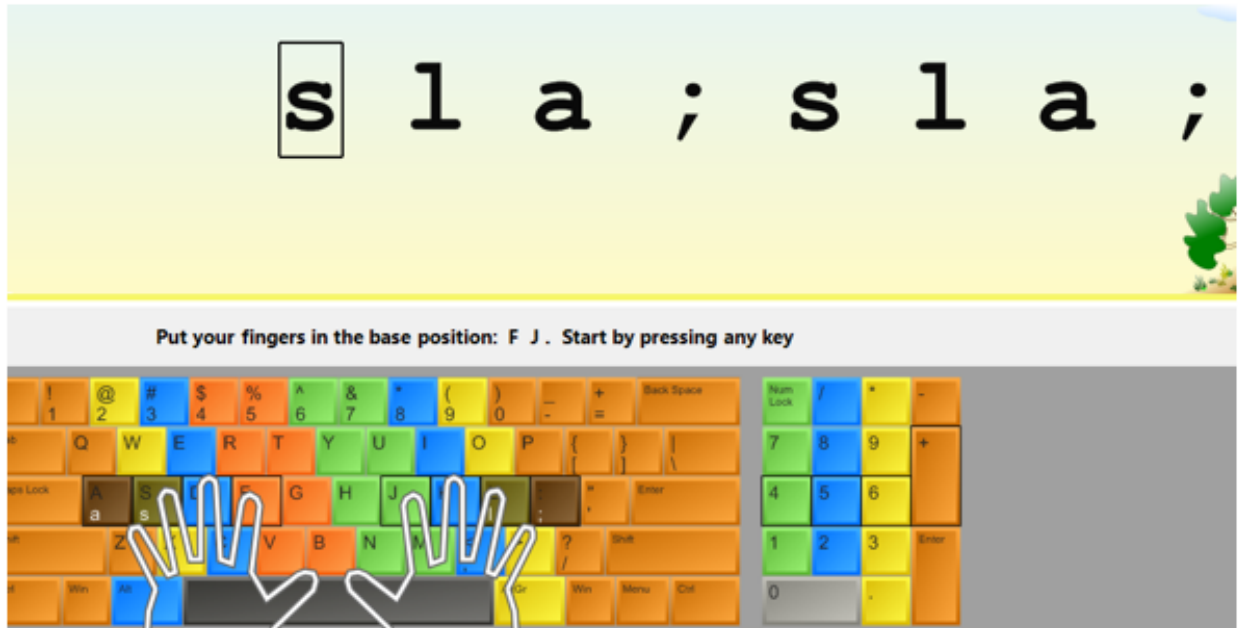 s l a ; s l a ;
Put your fingers in the base position: F J . Start by pressing any key
! 1 @ 2 # 3 $ 4 % 5 ^ 6 & 7 * 8 ( 9 ) 0 _ - + = Back Space Num Lock / * -
Q W E R T Y U I O P { [ } ] | \ 7 8 9 +
Caps Lock A a S s D F G H J K l : ; " ' Enter 4 5 6
Z X C V B N M < , > ? / Shift 1 2 3 Enter
Win Alt Gr Win Menu Ctrl 0 .